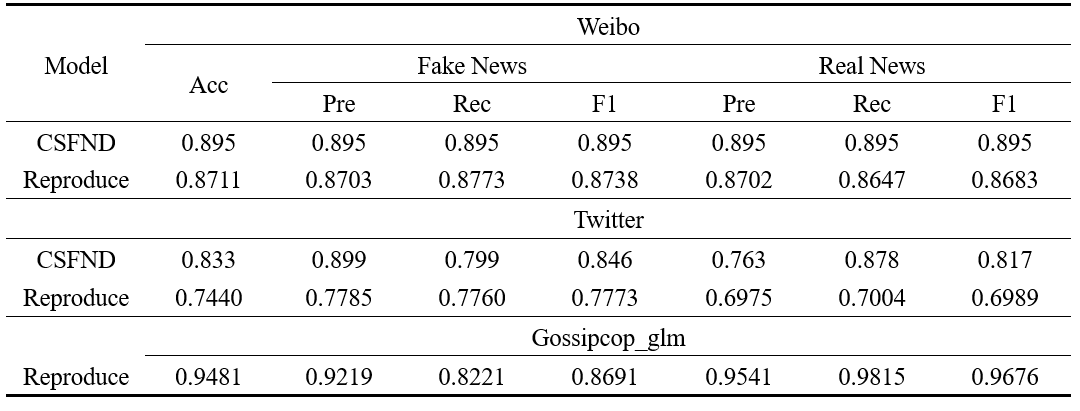 Weibo
Model Acc Fake News Real News
Pre Rec F1 Pre Rec F1
CSFND 0.895 0.895 0.895 0.895 0.895 0.895 0.895
Reproduce 0.8711 0.8703 0.8773 0.8738 0.8702 0.8647 0.8683
Twitter
CSFND 0.833 0.899 0.799 0.846 0.763 0.878 0.817
Reproduce 0.7440 0.7785 0.7760 0.7773 0.6975 0.7004 0.6989
Gossipcop_glm
Reproduce 0.9481 0.9219 0.8221 0.8691 0.9541 0.9815 0.9676